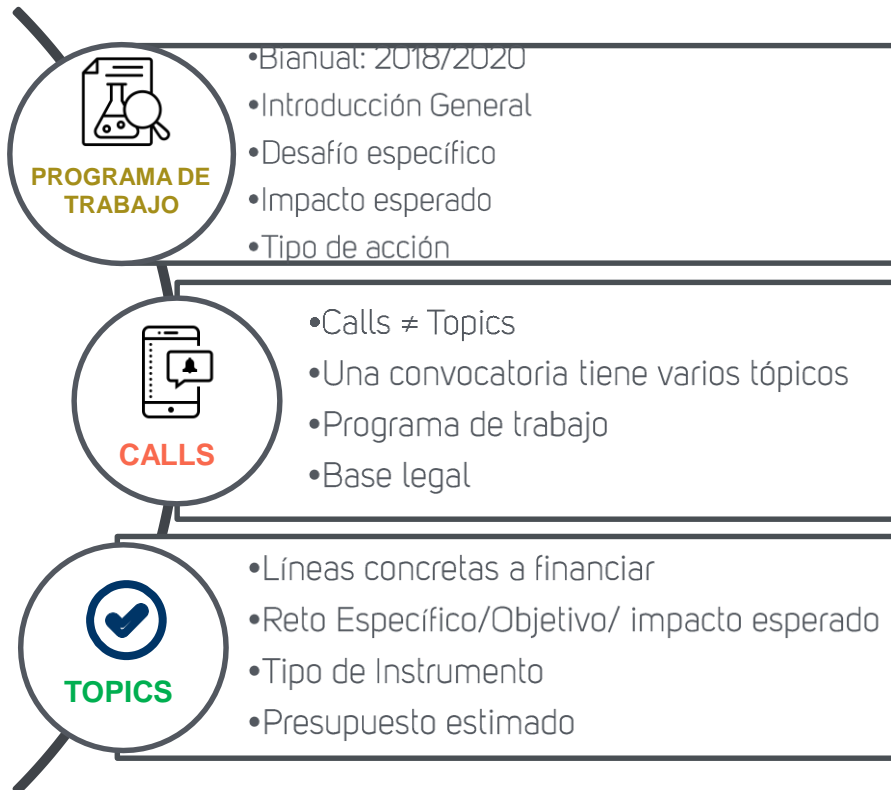 PROGRAMA DE
TRABAJO
•Bianual: 2018/2020
•Introducción General
•Desafío específico
•Impacto esperado
•Tipo de acción
CALLS
•Calls ≠ Topics
•Una convocatoria tiene varios tópicos
•Programa de trabajo
•Base legal
TOPICS
•Líneas concretas a financiar
•Reto Específico/Objetivo/ impacto esperado
•Tipo de Instrumento
•Presupuesto estimado